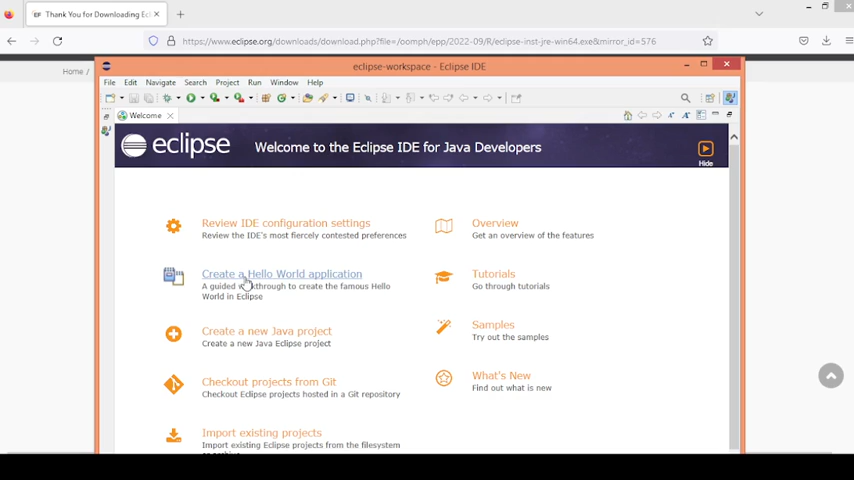 Thank You for Downloading Ecl
https://www.eclipse.org/downloads/download.php?file=/oomph/epp/2022-09/R/eclipse-inst-jre-win64.exe&mirror_id=576
Home /
eclipse-workspace - Eclipse IDE
File Edit Navigate Search Project Run Window Help
Welcome
eclipse
Welcome to the Eclipse IDE for Java Developers
Hide
Review IDE configuration settings
Review the IDE's most fiercely contested preferences
Overview
Get an overview of the features
Create a Hello World application
A guided walkthrough to create the famous Hello
World in Eclipse
Tutorials
Go through tutorials
Create a new Java project
Create a new Java Eclipse project
Samples
Try out the samples
Checkout projects from Git
Checkout Eclipse projects hosted in a Git repository
What's New
Find out what is new
Import existing projects
Import existing Eclipse projects from the filesystem